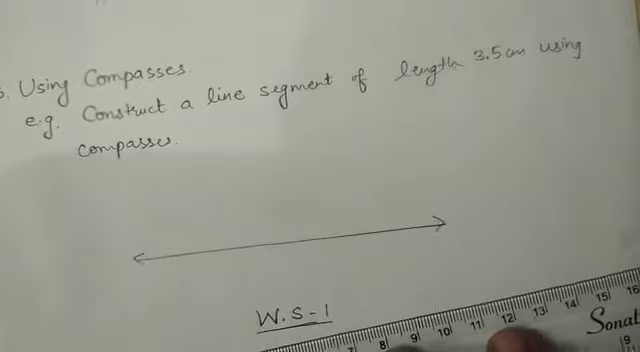 Using Compasses.
e.g. Construct a line segment of length 3.5 cm using
compasses.
W.S-1
7 8 9 10 11 12 13 14 15 16
Sonat